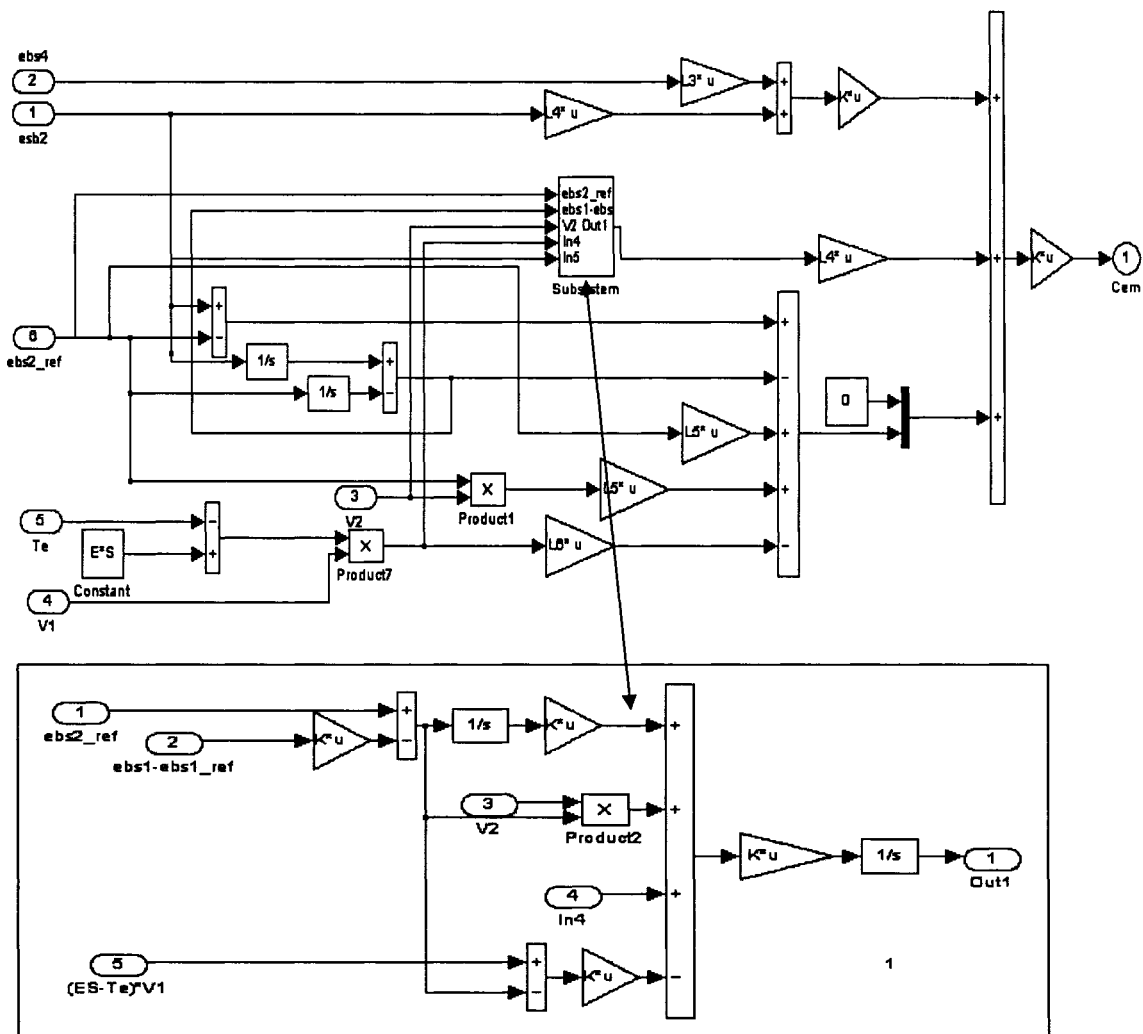 ebs4
2
L3* u
+
K*u
+
1
L4* u
+
esb2
ebs2_ref
ebs1-ebs
V2 Out1
In4
In5
Subsystem
L4* u
+
K*u
1
Cem
6
ebs2_ref
+
-
+
1/s
+
-
1/s
-
0
L5* u
+
+
3
V2
X
Product1
L5* u
+
5
Te
-
E*S
+
Constant
X
Product7
L6* u
-
4
V1
1
ebs2_ref
+
-
K*u
2
ebs1-ebs1_ref
1/s
K*u
+
3
V2
X
Product2
+
K*u
1/s
1
Out1
4
In4
+
5
(ES-Te)*V1
+
-
K*u
-
1